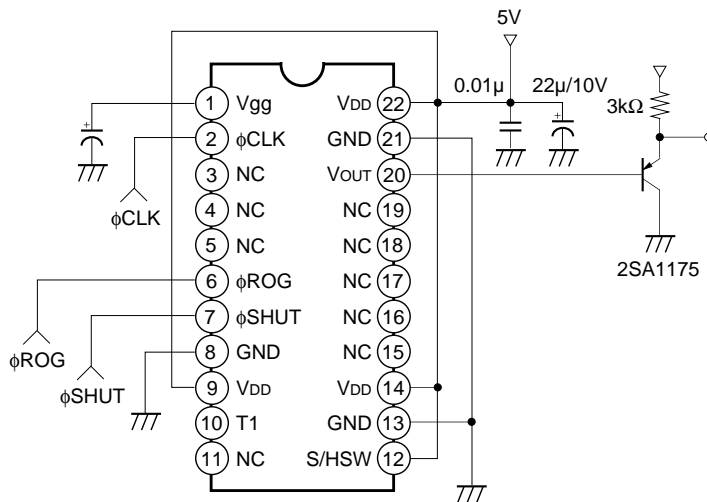 5V
0.01μ
22μ/10V
3kΩ
1
Vgg
VDD
22
+
+
2
ϕCLK
GND
21
3
NC
VOUT
20
ϕCLK
4
NC
NC
19
5
NC
NC
18
2SA1175
6
ϕROG
NC
17
7
ϕSHUT
NC
16
ϕROG
8
GND
NC
15
ϕSHUT
9
VDD
VDD
14
10
T1
GND
13
11
NC
S/HSW
12